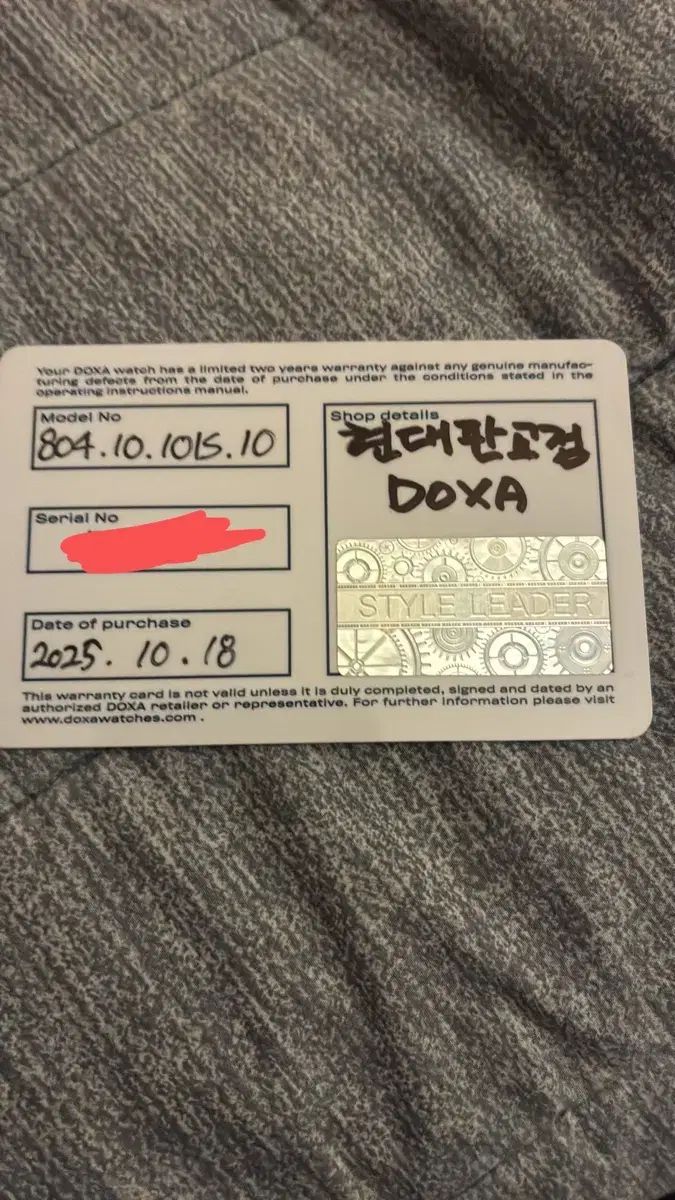 Your DOXA watch has a limited two years warranty against any genuine manufac-
turing defects from the date of purchase under the conditions stated in the
operating instructions manual.
Model No
804.10.101S.10
Serial No
Date of purchase
2025. 10. 18
Shop details
현대판교점
DOXA
STYLE LEADER
This warranty card is not valid unless it is duly completed, signed and dated by an
authorized DOXA retailer or representative. For further information please visit
www.doxawatches.com .